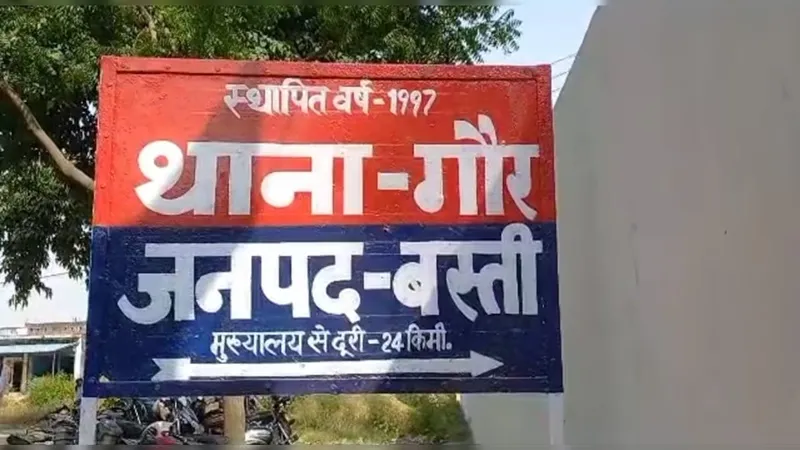 स्थापित वर्ष-1997
थाना-गौर
जनपद-बस्ती
मुख्यालय से दूरी-24 किमी.